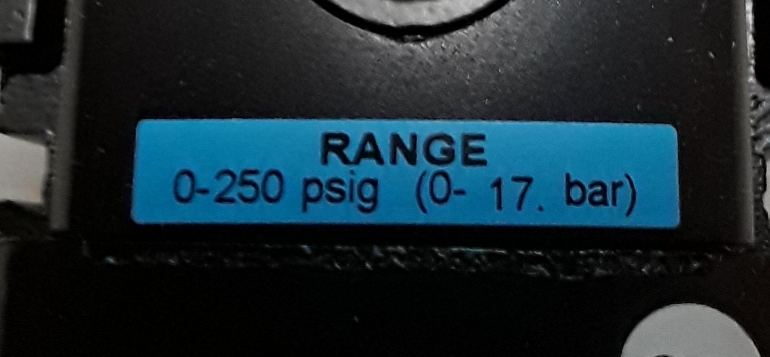 RANGE
0-250 psig (0- 17. bar)